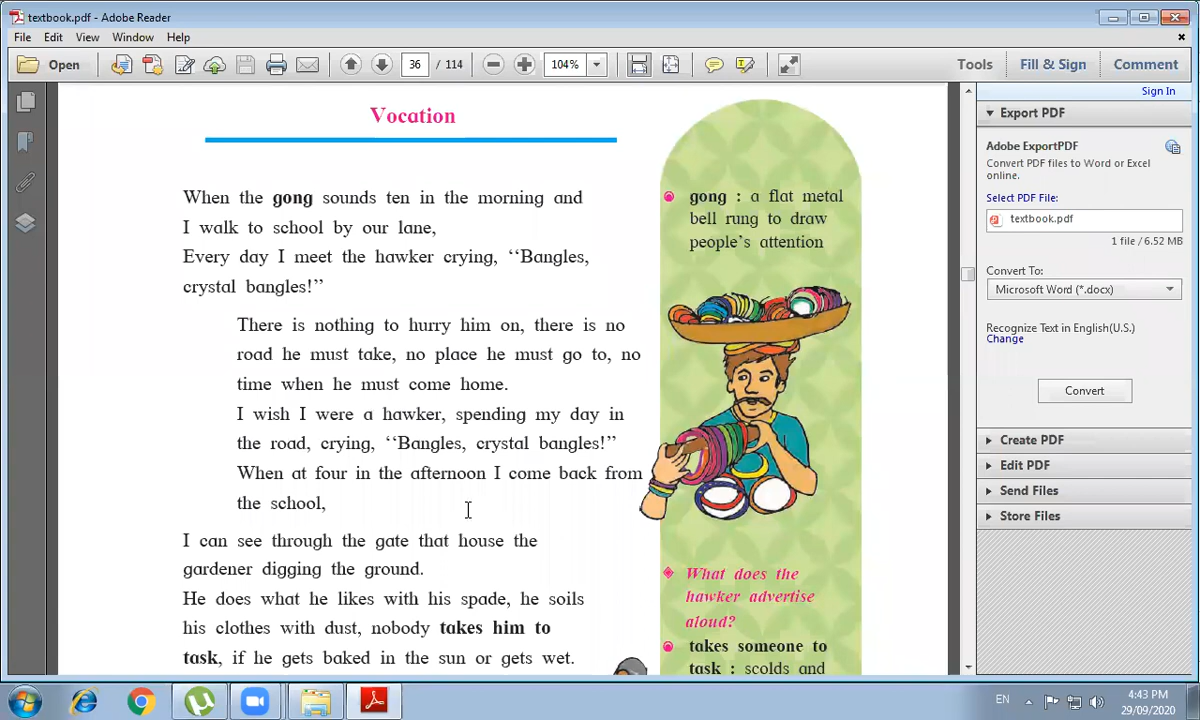 textbook.pdf - Adobe Reader
File Edit View Window Help
Open
36 / 114
104%
Tools
Fill & Sign
Comment
Sign In
Vocation
When the gong sounds ten in the morning and
I walk to school by our lane,
Every day I meet the hawker crying, ‘‘Bangles,
crystal bangles!’’
There is nothing to hurry him on, there is no
road he must take, no place he must go to, no
time when he must come home.
I wish I were a hawker, spending my day in
the road, crying, ‘‘Bangles, crystal bangles!’’
When at four in the afternoon I come back from
the school,
I can see through the gate that house the
gardener digging the ground.
He does what he likes with his spade, he soils
his clothes with dust, nobody takes him to
task, if he gets baked in the sun or gets wet.
gong : a flat metal
bell rung to draw
people’s attention
What does the
hawker advertise
aloud?
takes someone to
task : scolds and
Export PDF
Adobe ExportPDF
Convert PDF files to Word or Excel
online.
Select PDF File:
textbook.pdf
1 file / 6.52 MB
Convert To:
Microsoft Word (*.docx)
Recognize Text in English(U.S.)
Change
Convert
Create PDF
Edit PDF
Send Files
Store Files
EN
4:43 PM
29/09/2020